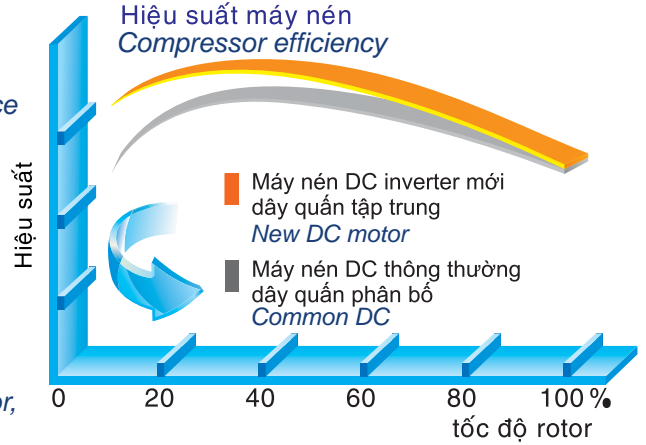 Hiệu suất máy nén
Compressor efficiency
ce
Hiệu suất
Máy nén DC inverter mới
dây quấn tập trung
New DC motor
Máy nén DC thông thường
dây quấn phân bố
Common DC
0 20 40 60 80 100 %
tốc độ rotor
or,